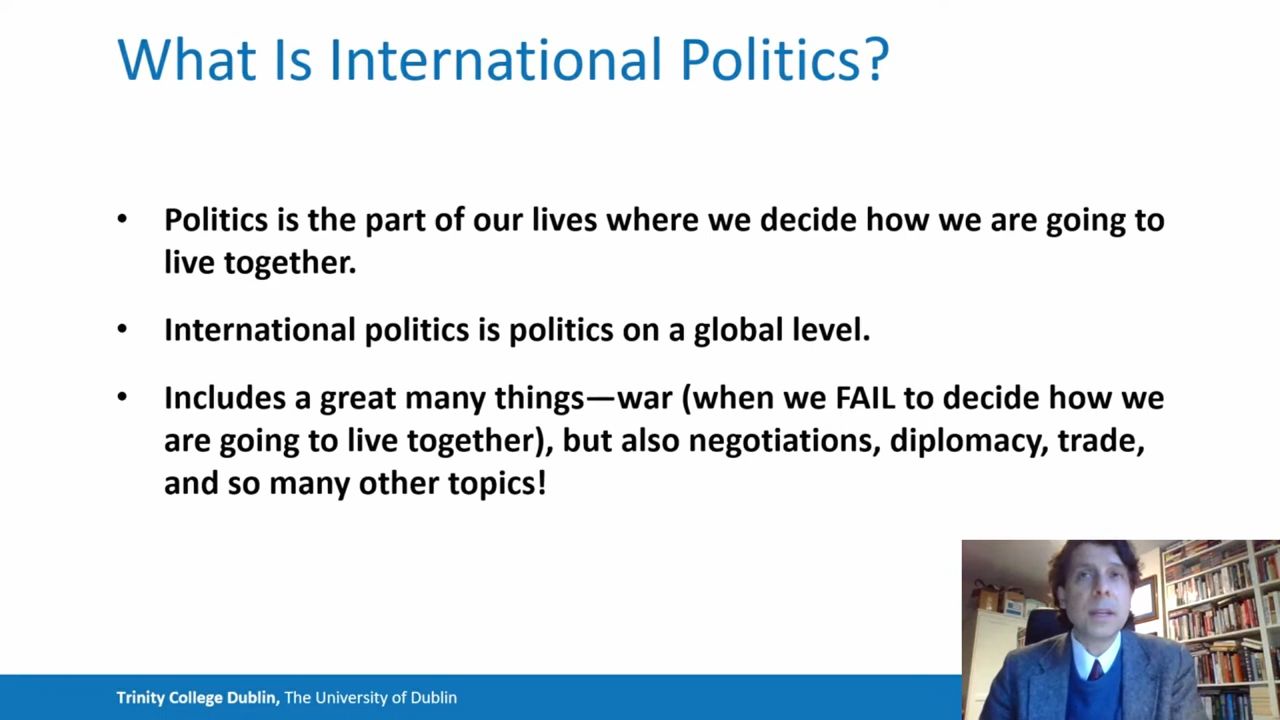 What Is International Politics?
• Politics is the part of our lives where we decide how we are going to
live together.
• International politics is politics on a global level.
• Includes a great many things—war (when we FAIL to decide how we
are going to live together), but also negotiations, diplomacy, trade,
and so many other topics!
Trinity College Dublin, The University of Dublin